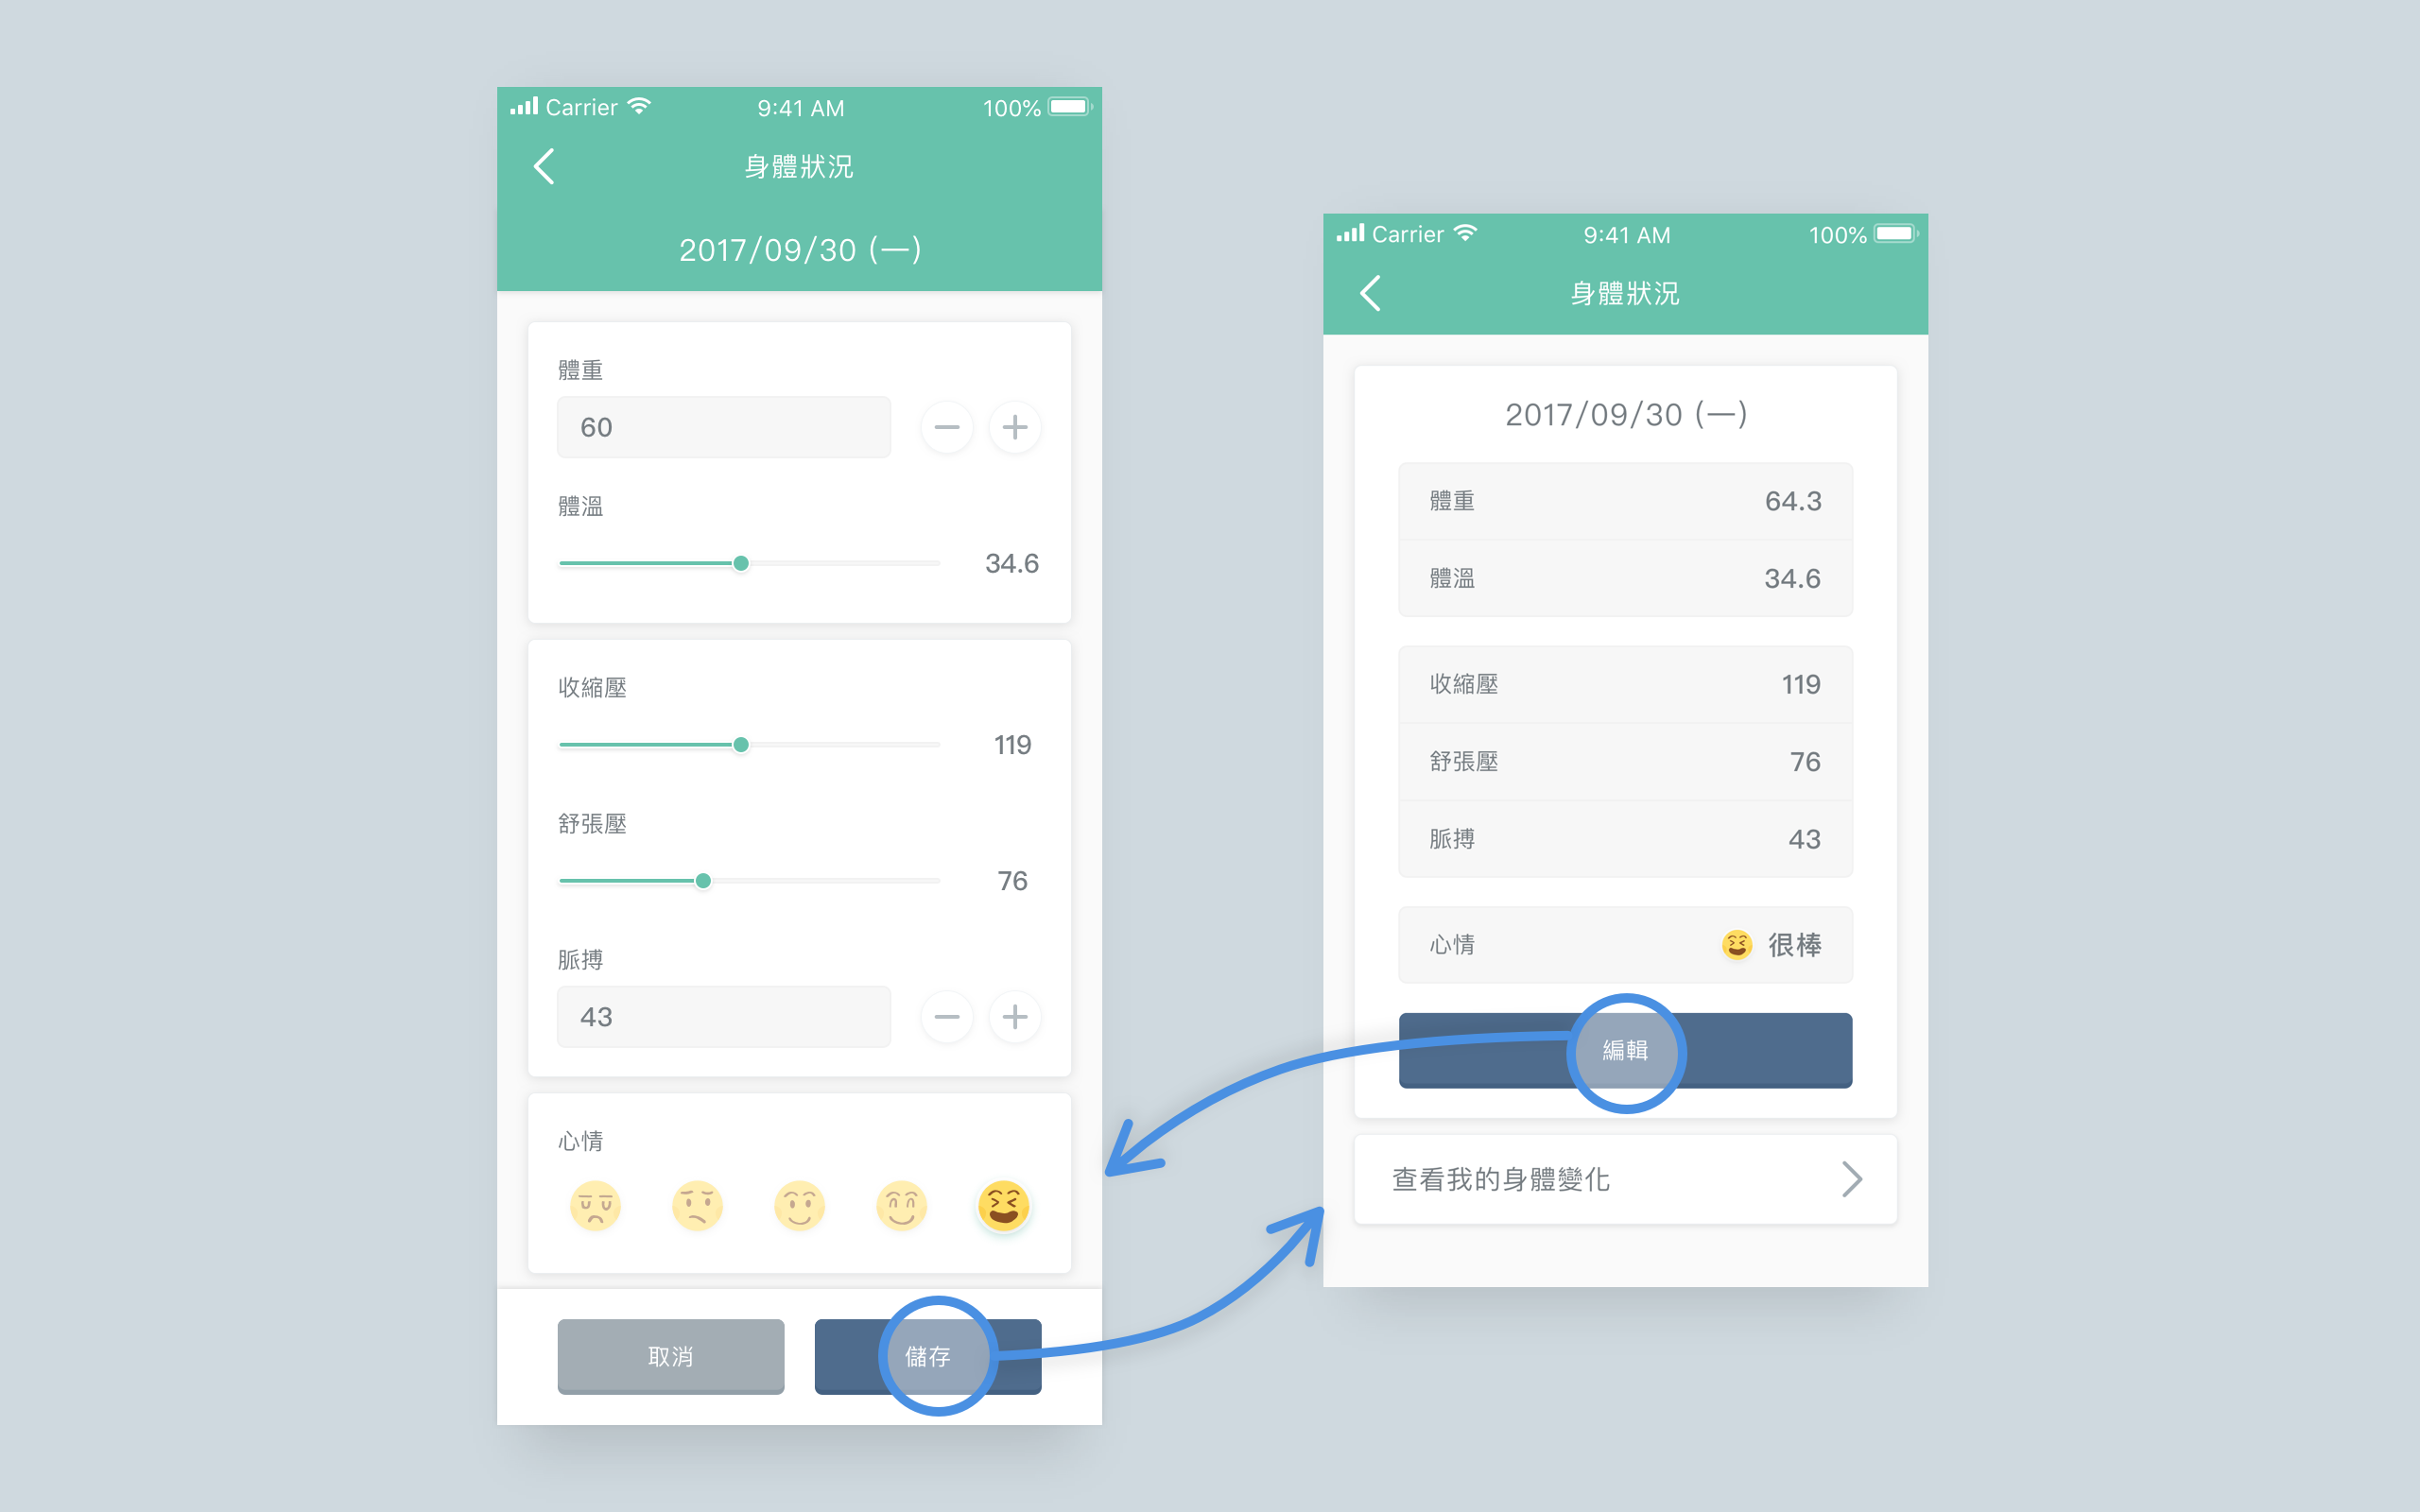 Carrier 9:41 AM 100%
身體狀況
2017/09/30 (一)
體重
60
體溫
34.6
收縮壓
119
舒張壓
76
脈搏
43
心情
取消 儲存
Carrier 9:41 AM 100%
身體狀況
2017/09/30 (一)
體重 64.3
體溫 34.6
收縮壓 119
舒張壓 76
脈搏 43
心情 很棒
編輯
查看我的身體變化